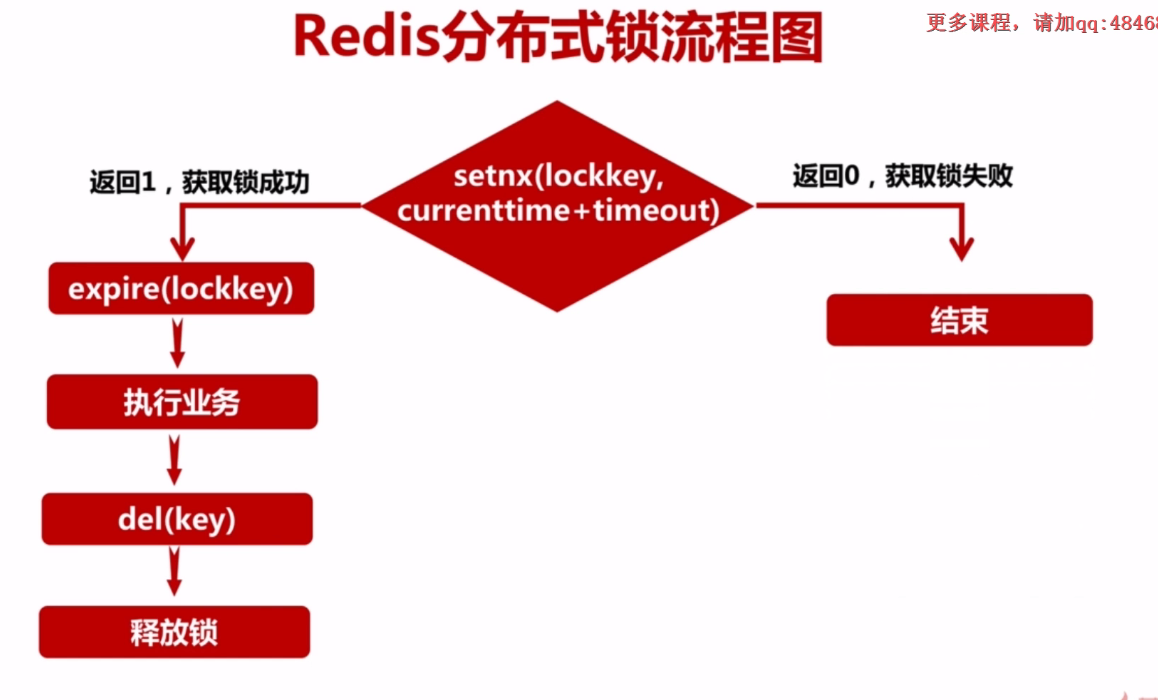 Redis分布式锁流程图
更多课程，请加qq:48468
返回1，获取锁成功
setnx(lockkey,
currenttime+timeout)
返回0，获取锁失败
expire(lockkey)
结束
执行业务
del(key)
释放锁